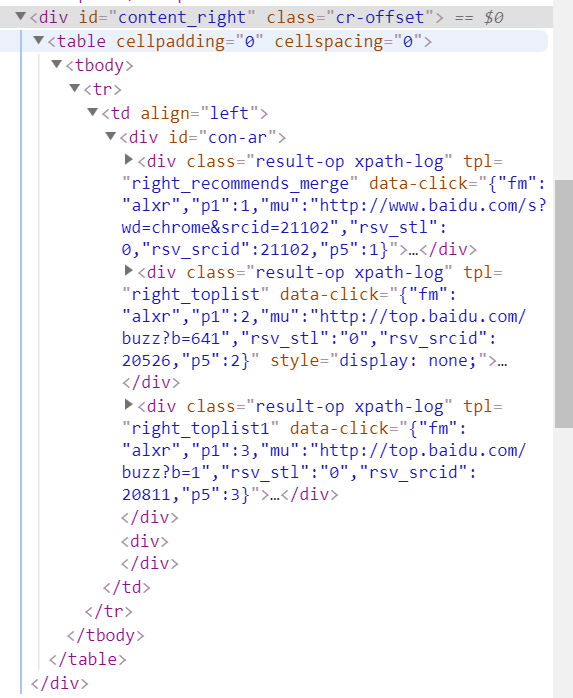 ▼<div id="content_right" class="cr-offset"> == $0
▼<table cellpadding="0" cellspacing="0">
▼<tbody>
▼<tr>
▼<td align="left">
▼<div id="con-ar">
▶<div class="result-op xpath-log" tpl=
"right_recommends_merge" data-click="{"fm":
"alxr","p1":1,"mu":"http://www.baidu.com/s?
wd=chrome&srcid=21102","rsv_stl":
0,"rsv_srcid":21102,"p5":1}">…</div>
▶<div class="result-op xpath-log" tpl=
"right_toplist" data-click="{"fm":
"alxr","p1":2,"mu":"http://top.baidu.com/
buzz?b=641","rsv_stl":"0","rsv_srcid":
20526,"p5":2}" style="display: none;">…
</div>
▶<div class="result-op xpath-log" tpl=
"right_toplist1" data-click="{"fm":
"alxr","p1":3,"mu":"http://top.baidu.com/
buzz?b=1","rsv_stl":"0","rsv_srcid":
20811,"p5":3}">…</div>
</div>
<div>
</div>
</td>
</tr>
</tbody>
</table>
</div>